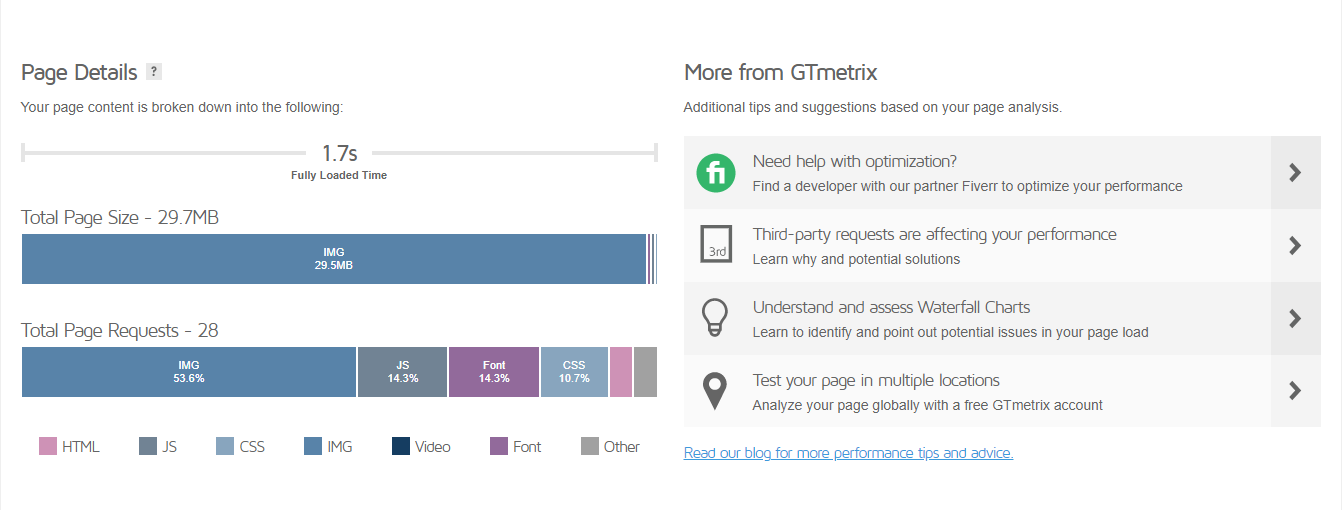 Page Details ?
Your page content is broken down into the following:
1.7s
Fully Loaded Time
Total Page Size - 29.7MB
IMG
29.5MB
Total Page Requests - 28
IMG
53.6%
JS
14.3%
Font
14.3%
CSS
10.7%
HTML JS CSS IMG Video Font Other
More from GTmetrix
Additional tips and suggestions based on your page analysis.
fi
Need help with optimization?
Find a developer with our partner Fiverr to optimize your performance
3rd
Third-party requests are affecting your performance
Learn why and potential solutions
Understand and assess Waterfall Charts
Learn to identify and point out potential issues in your page load
Test your page in multiple locations
Analyze your page globally with a free GTmetrix account
Read our blog for more performance tips and advice.